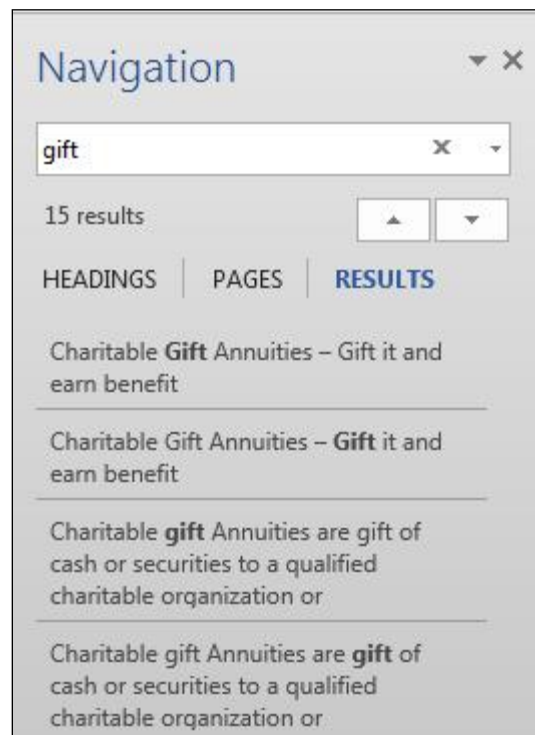 Navigation
gift
15 results
HEADINGS PAGES RESULTS
Charitable Gift Annuities – Gift it and
earn benefit
Charitable Gift Annuities – Gift it and
earn benefit
Charitable gift Annuities are gift of
cash or securities to a qualified
charitable organization or
Charitable gift Annuities are gift of
cash or securities to a qualified
charitable organization or